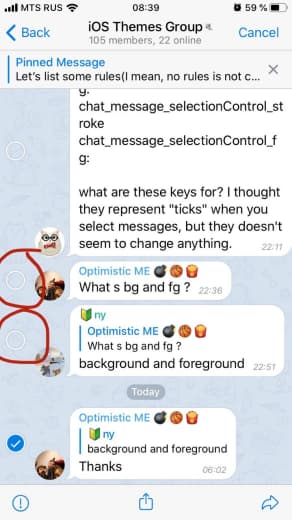 MTS RUS 08:39 59 %
Back iOS Themes Group Cancel
105 members, 22 online
Pinned Message
Let's list some rules(I mean, no rules is not c...
g:
chat_message_selectionControl_st
roke
chat_message_selectionControl_f
g:
what are these keys for? I thought
they represent "ticks" when you
select messages, but they doesn't
seem to change anything. 22:11
Optimistic ME 💣🏀🍟
What s bg and fg ? 22:36
🔰 ny
Optimistic ME 💣🏀🍟
What s bg and fg ?
background and foreground 22:51
Today
Optimistic ME 💣🏀🍟
🔰 ny
background and foreground
Thanks 06:02